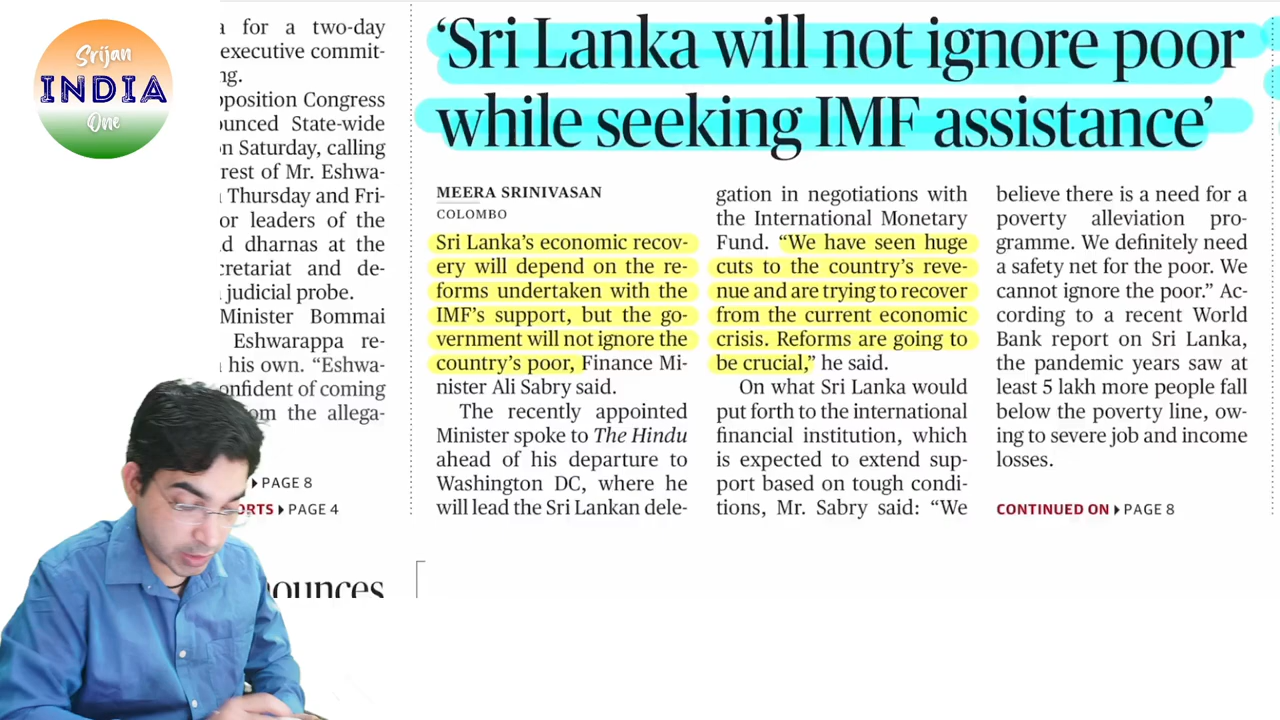 Srijan
INDIA
One
for a two-day
executive commit-
pposition Congress
ounced State-wide
on Saturday, calling
rest of Mr. Eshwa-
Thursday and Fri-
or leaders of the
d dharnas at the
cretariat and de-
judicial probe.
Minister Bommai
Eshwarappa re-
his own. “Eshwa-
onfident of coming
om the allega-
PAGE 8
ORTS PAGE 4
ounces
‘Sri Lanka will not ignore poor
while seeking IMF assistance’
MEERA SRINIVASAN
COLOMBO
Sri Lanka’s economic recov-
ery will depend on the re-
forms undertaken with the
IMF’s support, but the go-
vernment will not ignore the
country’s poor, Finance Mi-
nister Ali Sabry said.
The recently appointed
Minister spoke to The Hindu
ahead of his departure to
Washington DC, where he
will lead the Sri Lankan dele-
gation in negotiations with
the International Monetary
Fund. “We have seen huge
cuts to the country’s reve-
nue and are trying to recover
from the current economic
crisis. Reforms are going to
be crucial,” he said.
On what Sri Lanka would
put forth to the international
financial institution, which
is expected to extend sup-
port based on tough condi-
tions, Mr. Sabry said: “We
believe there is a need for a
poverty alleviation pro-
gramme. We definitely need
a safety net for the poor. We
cannot ignore the poor.” Ac-
cording to a recent World
Bank report on Sri Lanka,
the pandemic years saw at
least 5 lakh more people fall
below the poverty line, ow-
ing to severe job and income
losses.
CONTINUED ON PAGE 8